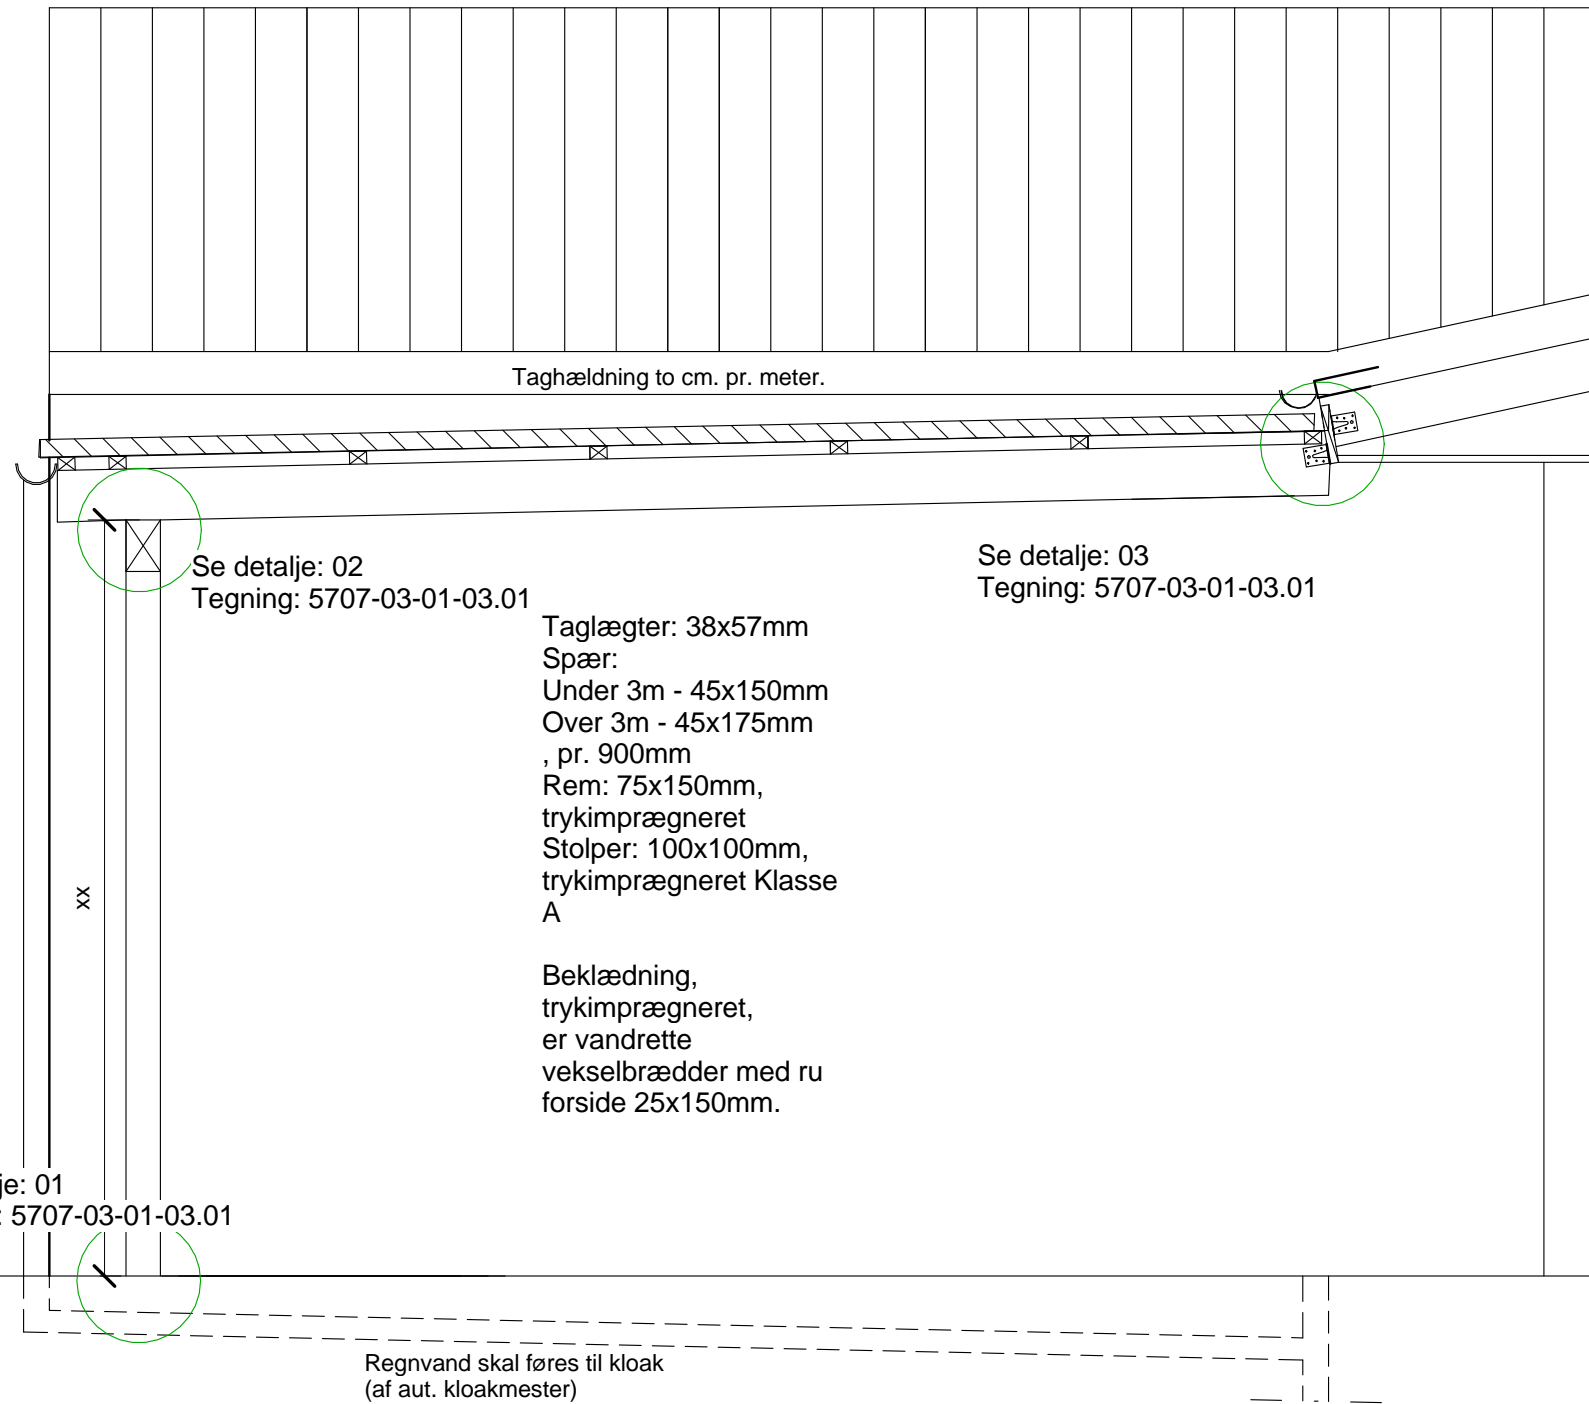 Taghældning to cm. pr. meter.
Se detalje: 02
Tegning: 5707-03-01-03.01
Se detalje: 03
Tegning: 5707-03-01-03.01
Taglægter: 38x57mm
Spær:
Under 3m - 45x150mm
Over 3m - 45x175mm
, pr. 900mm
Rem: 75x150mm,
trykimprægneret
Stolper: 100x100mm,
trykimprægneret Klasse
A
Beklædning,
trykimprægneret,
er vandrette
vekselbrædder med ru
forside 25x150mm.
xx
je: 01
: 5707-03-01-03.01
Regnvand skal føres til kloak
(af aut. kloakmester)